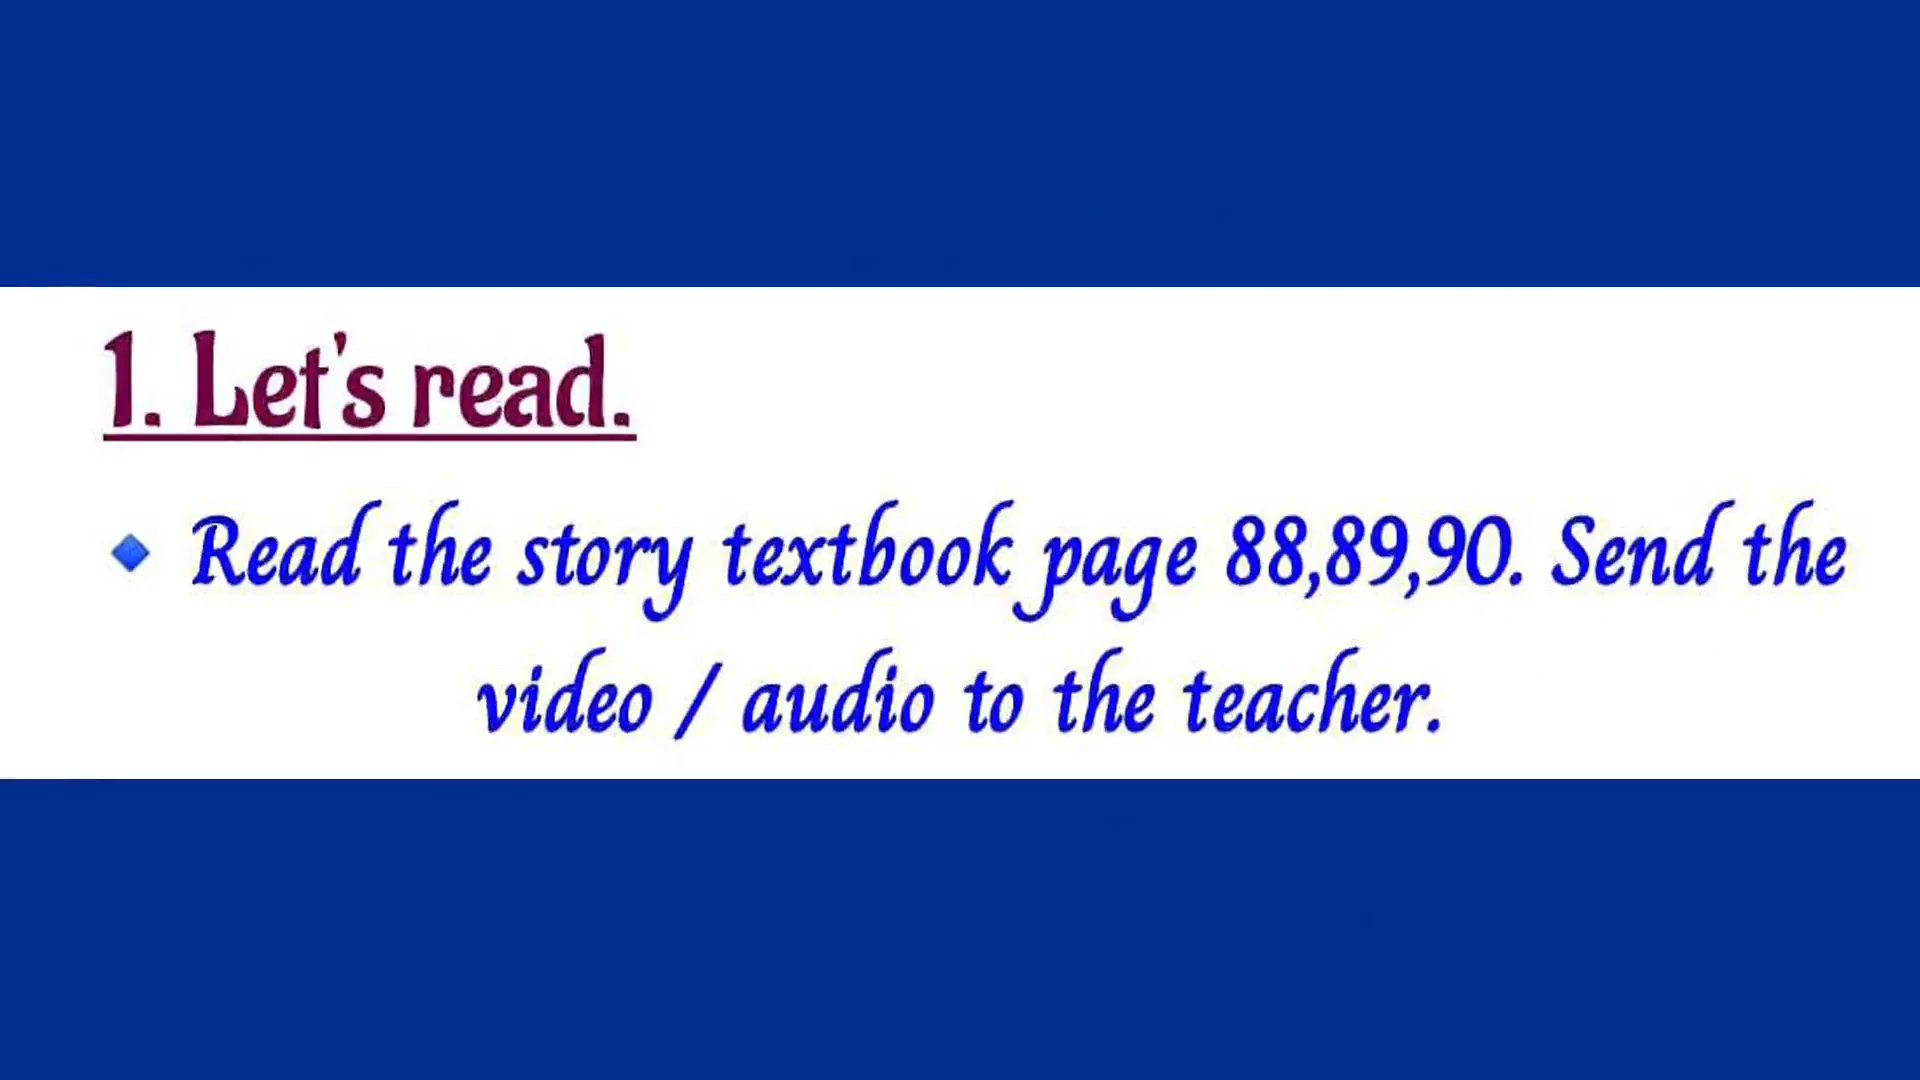 1. Let's read.
Read the story textbook page 88,89,90. Send the
video / audio to the teacher.